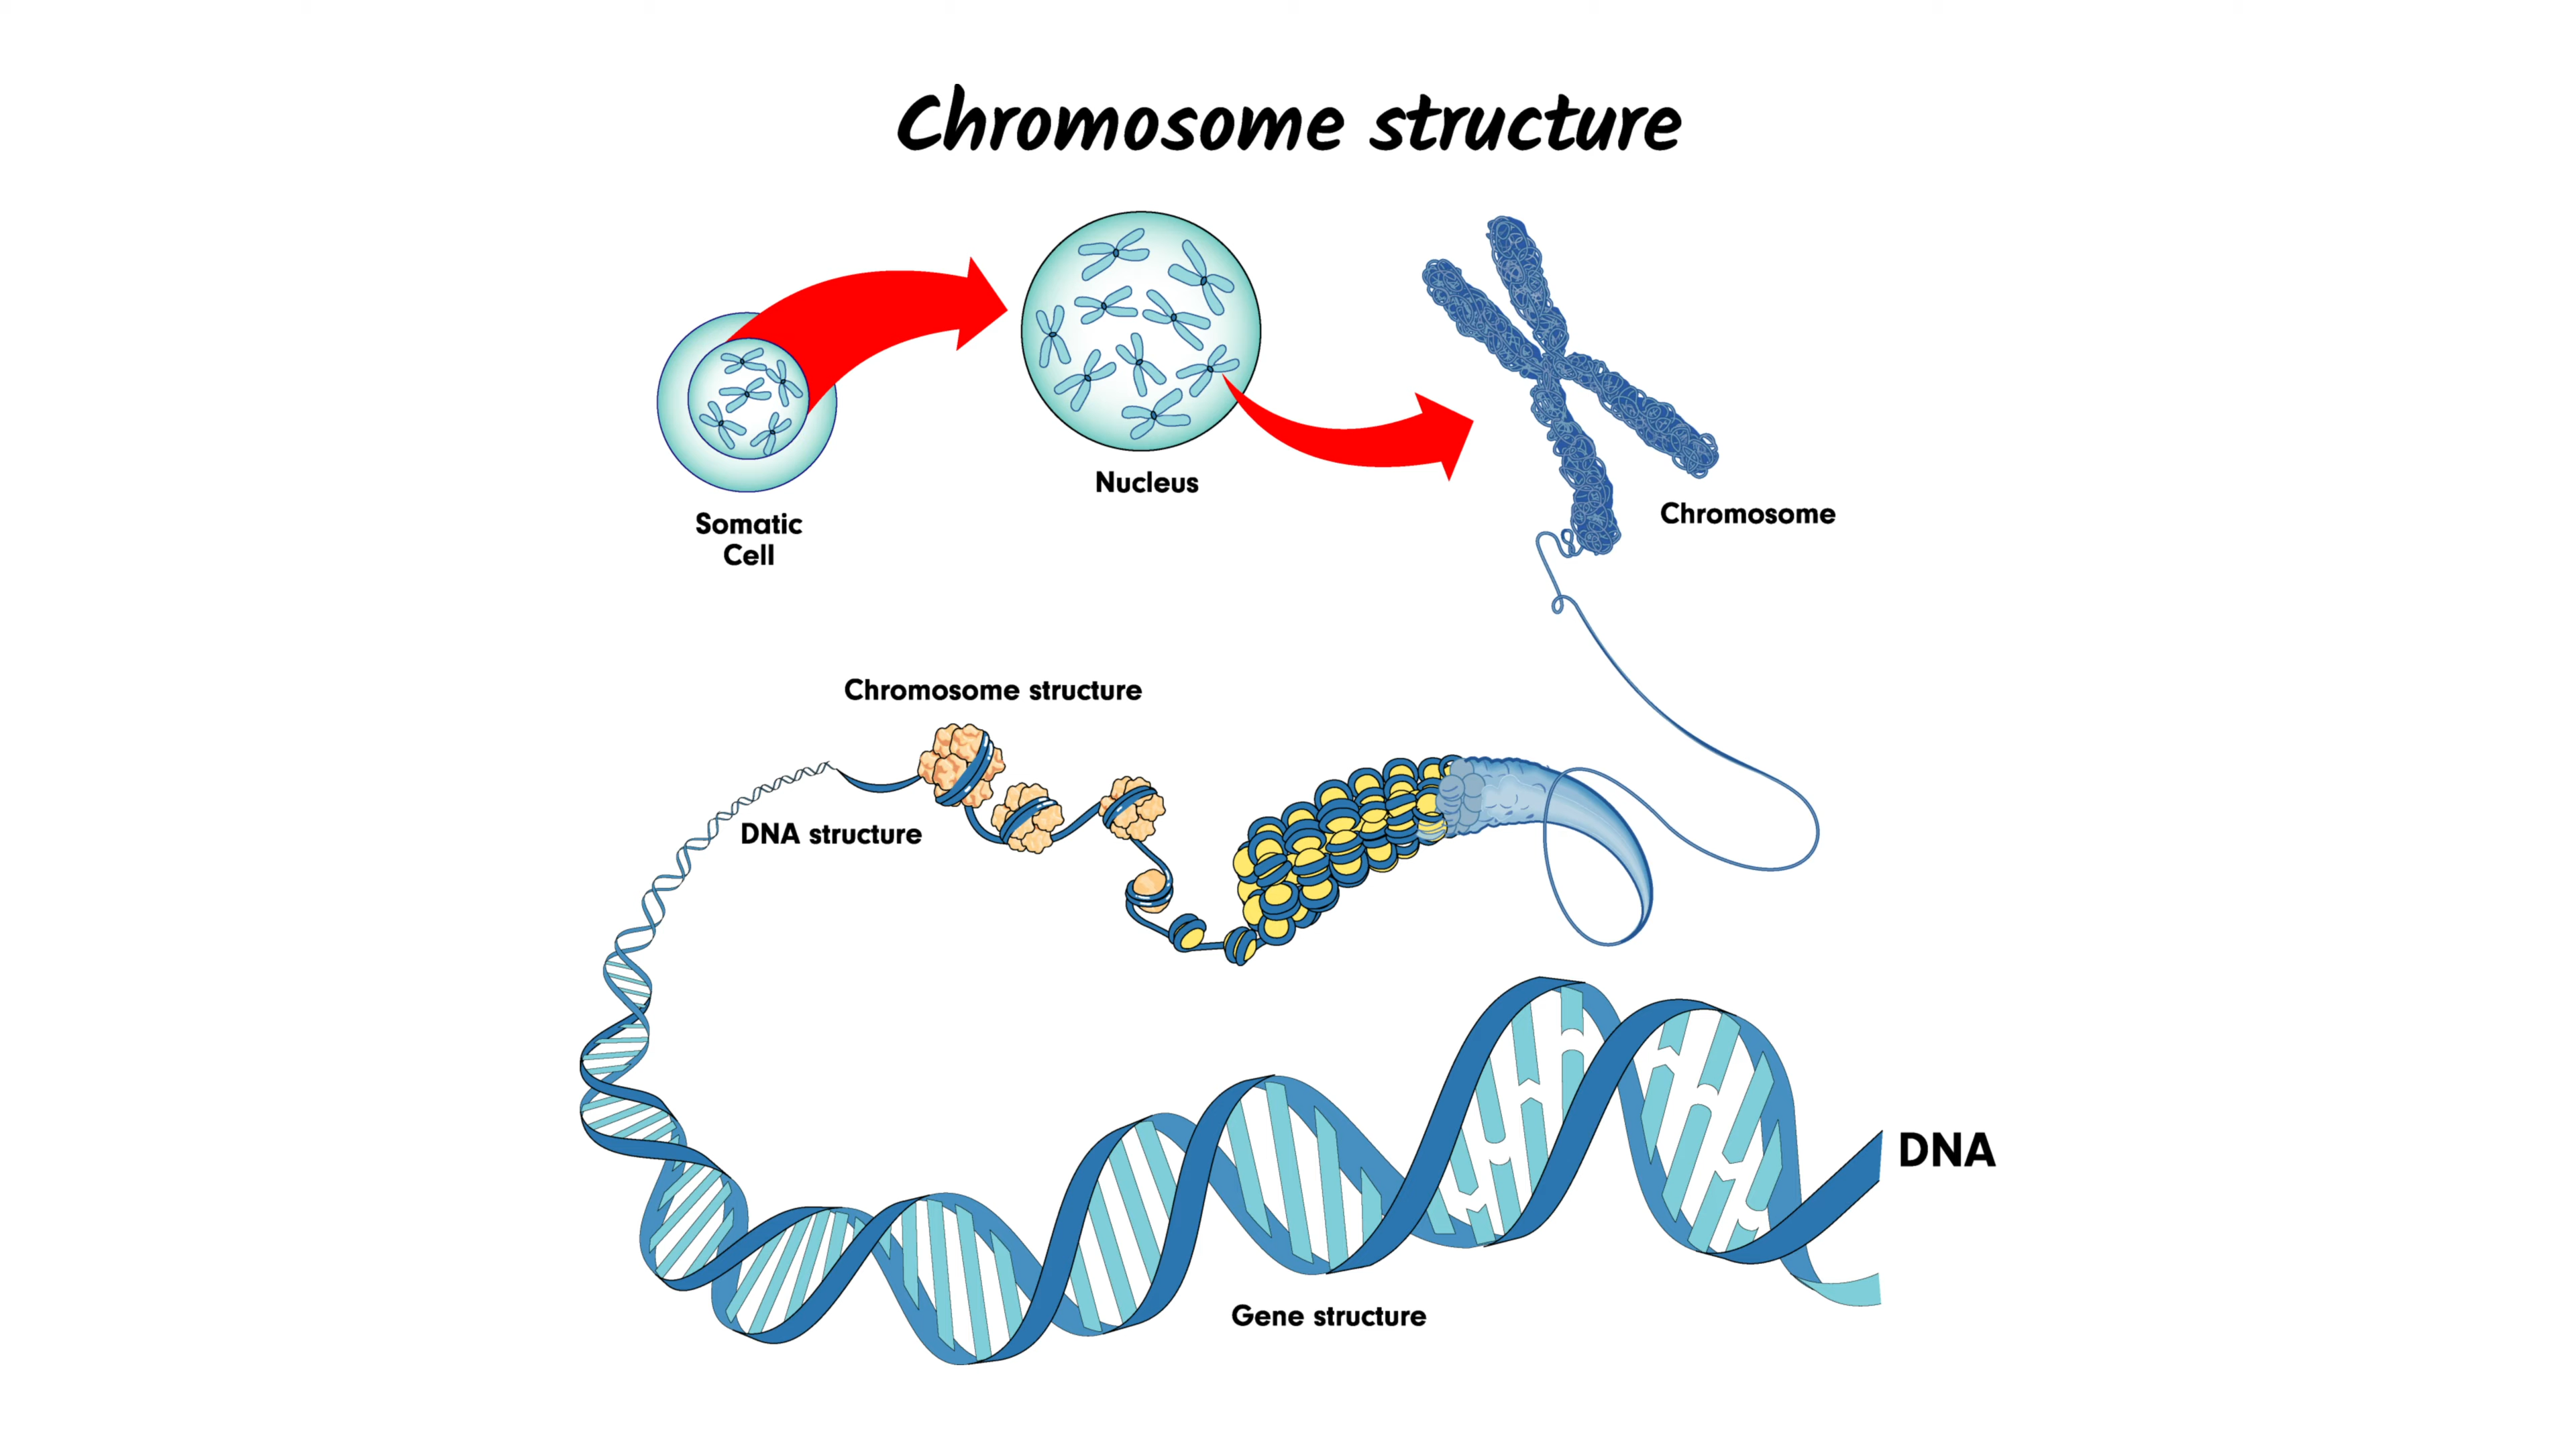 Chromosome structure
Nucleus
Somatic
Cell
Chromosome
Chromosome structure
DNA structure
DNA
Gene structure